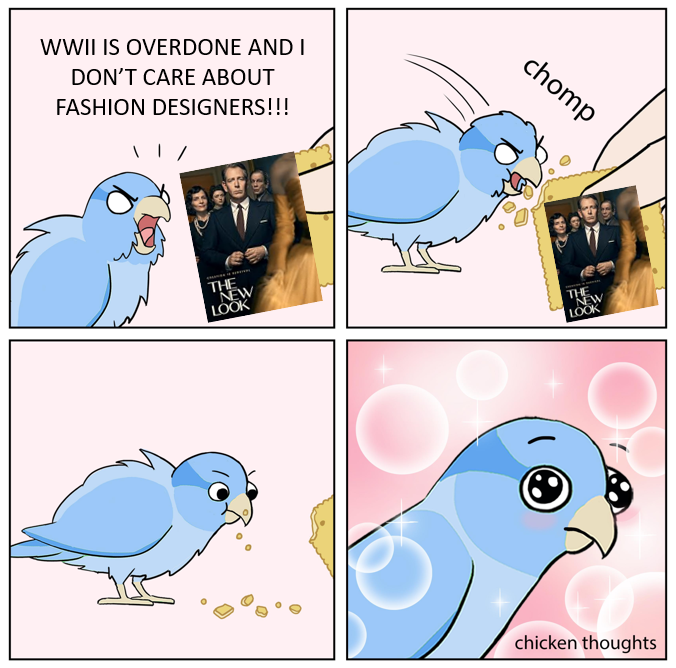 WWII IS OVERDONE AND I
DON'T CARE ABOUT
FASHION DESIGNERS!!!
THE
NEW
LOOK
chomp
THE
NEW
LOOK
chicken thoughts